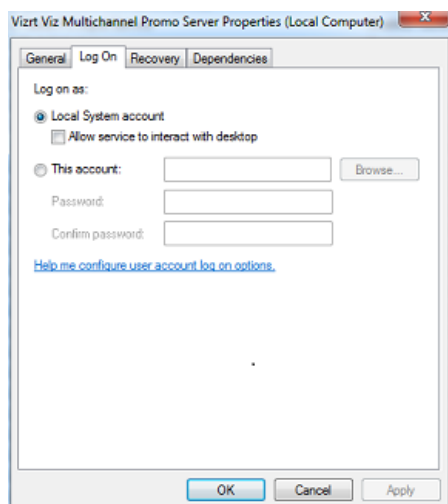 Vizrt Viz Multichannel Promo Server Properties (Local Computer)
General Log On Recovery Dependencies
Log on as:
Local System account
Allow service to interact with desktop
This account:
Browse...
Password:
Confirm password:
Help me configure user account log on options.
OK Cancel Apply